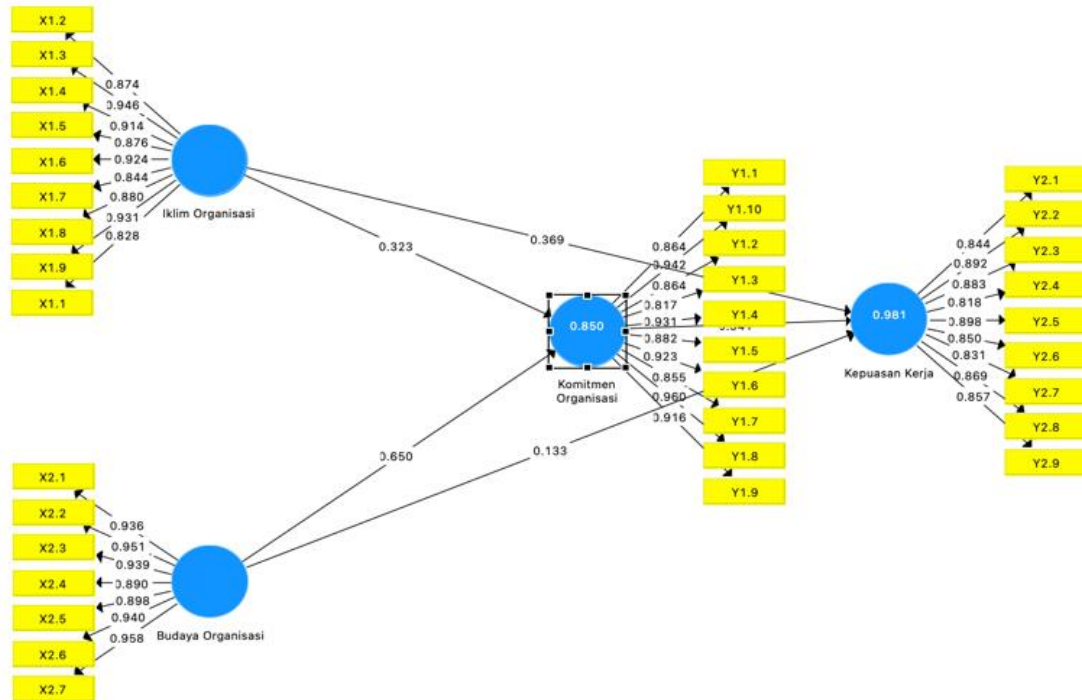 X1.2
X1.3
X1.4
X1.5
X1.6
X1.7
X1.8
X1.9
X1.1
0.874
0.946
0.914
0.876
0.924
0.844
0.880
0.931
0.828
Iklim Organisasi
0.369
0.323
X2.1
X2.2
X2.3
X2.4
X2.5
X2.6
X2.7
0.936
0.951
0.939
0.890
0.898
0.940
0.958
Budaya Organisasi
0.650
0.133
0.850
Komitmen
Organisasi
0.864
0.942
0.864
0.817
0.931
0.882
0.923
0.855
0.960
0.916
Y1.1
Y1.10
Y1.2
Y1.3
Y1.4
Y1.5
Y1.6
Y1.7
Y1.8
Y1.9
0.981
Kepuasan Kerja
0.844
0.892
0.883
0.818
0.898
0.850
0.831
0.869
0.857
Y2.1
Y2.2
Y2.3
Y2.4
Y2.5
Y2.6
Y2.7
Y2.8
Y2.9